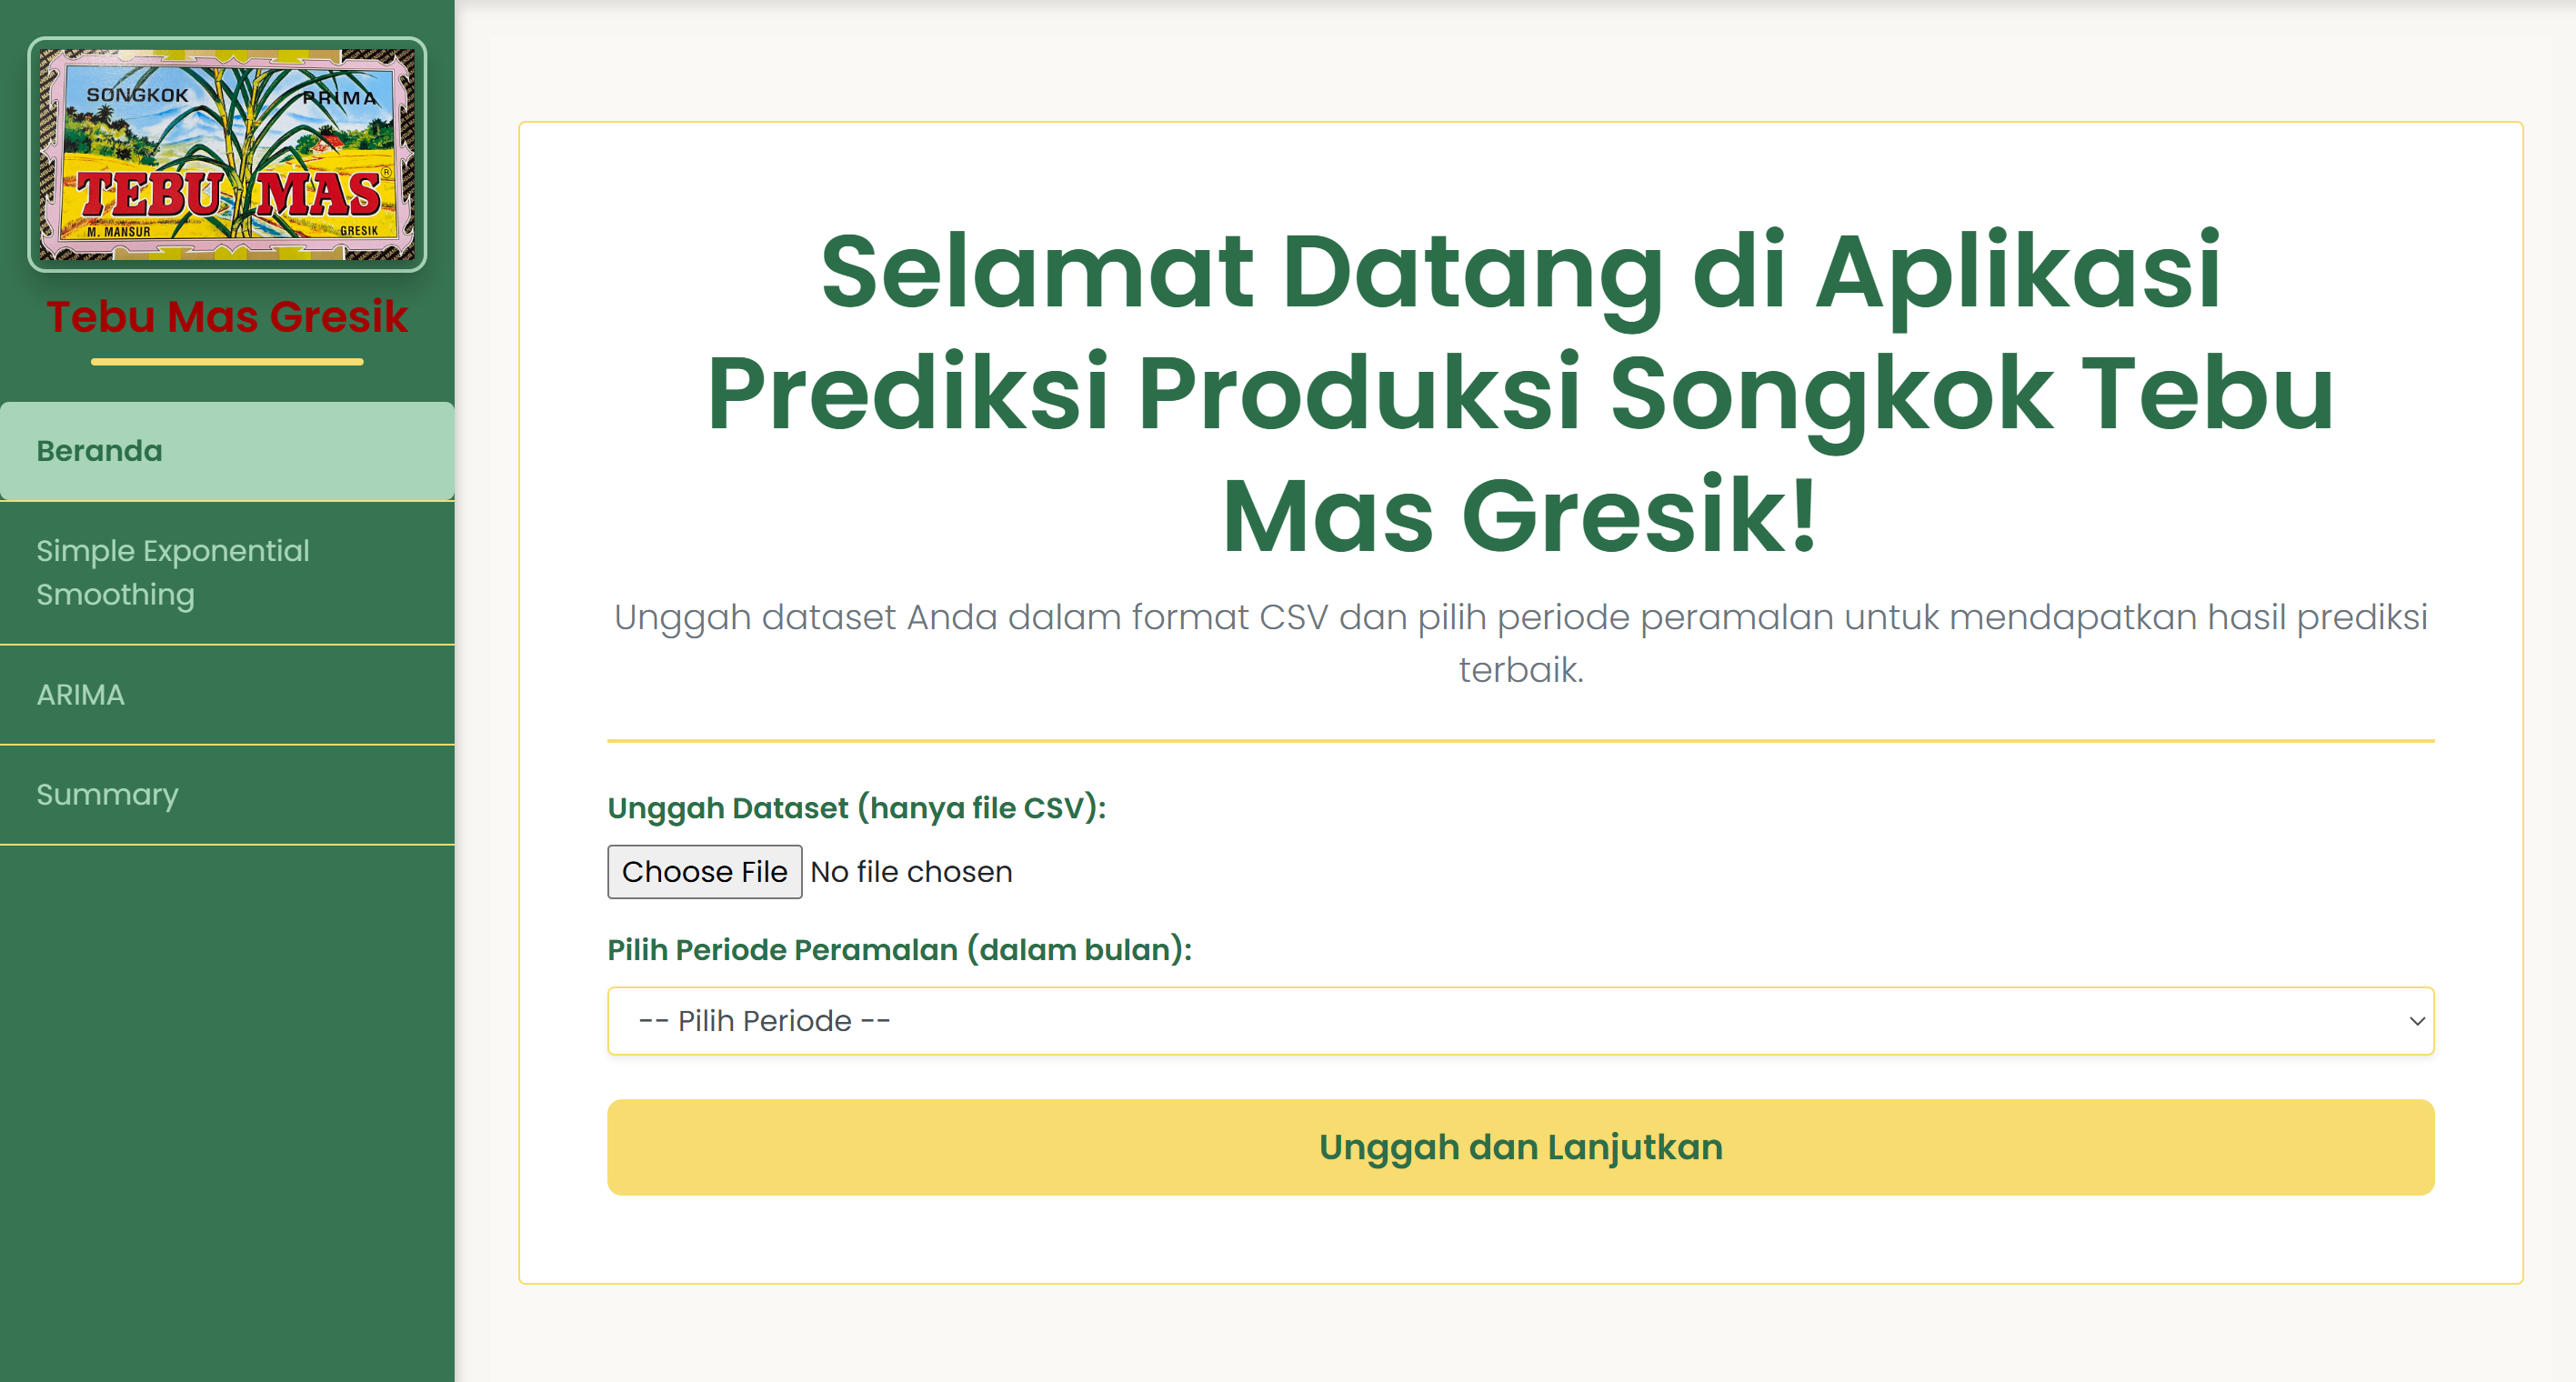 SONGKOK PRIMA
TEBU MAS ®
M. MANSUR GRESIK
Tebu Mas Gresik
Beranda
Simple Exponential
Smoothing
ARIMA
Summary
Selamat Datang di Aplikasi
Prediksi Produksi Songkok Tebu
Mas Gresik!
Unggah dataset Anda dalam format CSV dan pilih periode peramalan untuk mendapatkan hasil prediksi
terbaik.
Unggah Dataset (hanya file CSV):
Choose File No file chosen
Pilih Periode Peramalan (dalam bulan):
-- Pilih Periode --
Unggah dan Lanjutkan